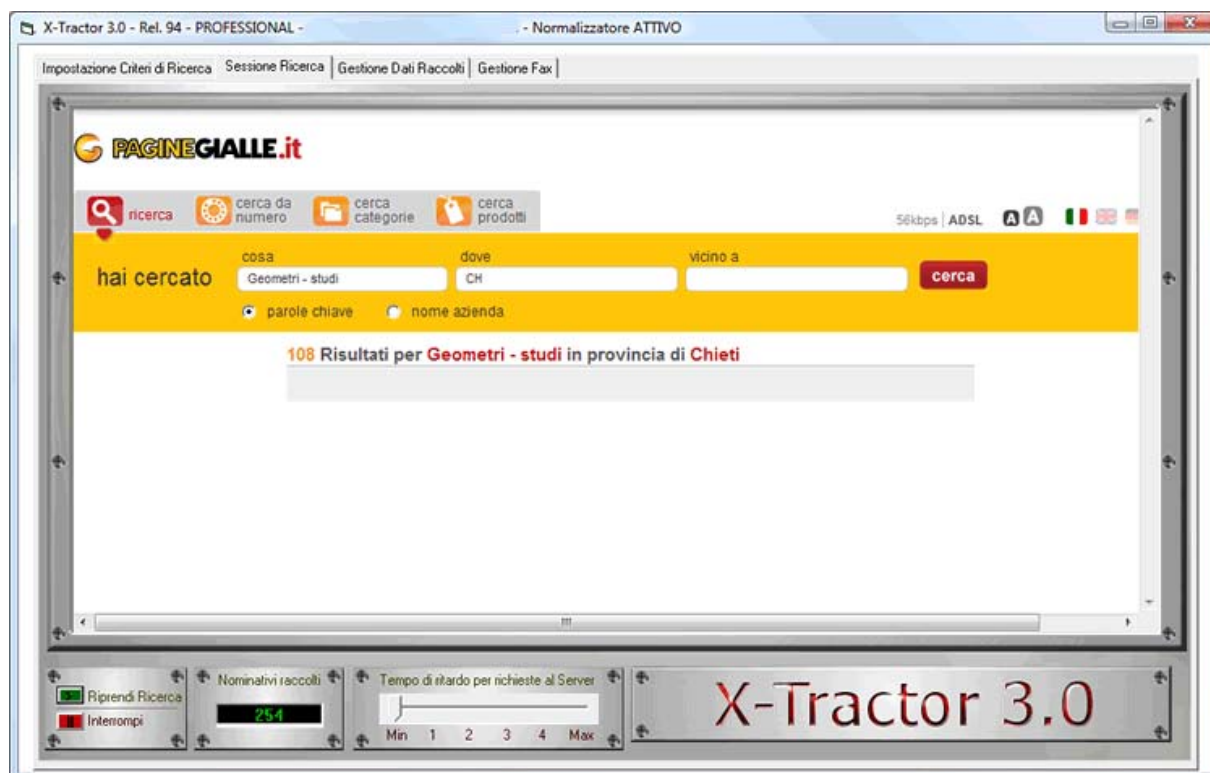 X-Tractor 3.0 - Rel. 94 - PROFESSIONAL - . - Normalizzatore ATTIVO
Impostazione Criteri di Ricerca Sessione Ricerca Gestione Dati Raccolti Gestione Fax
PAGINEGIALLE.it
ricerca cerca da numero cerca categorie cerca prodotti
56kbps | ADSL A A
cosa dove vicino a
hai cercato Geometri - studi CH cerca
parole chiave nome azienda
108 Risultati per Geometri - studi in provincia di Chieti
Riprendi Ricerca
Interrompi
Nominativi raccolti
254
Tempo di ritardo per richieste al Server
Min 1 2 3 4 Max
X-Tractor 3.0